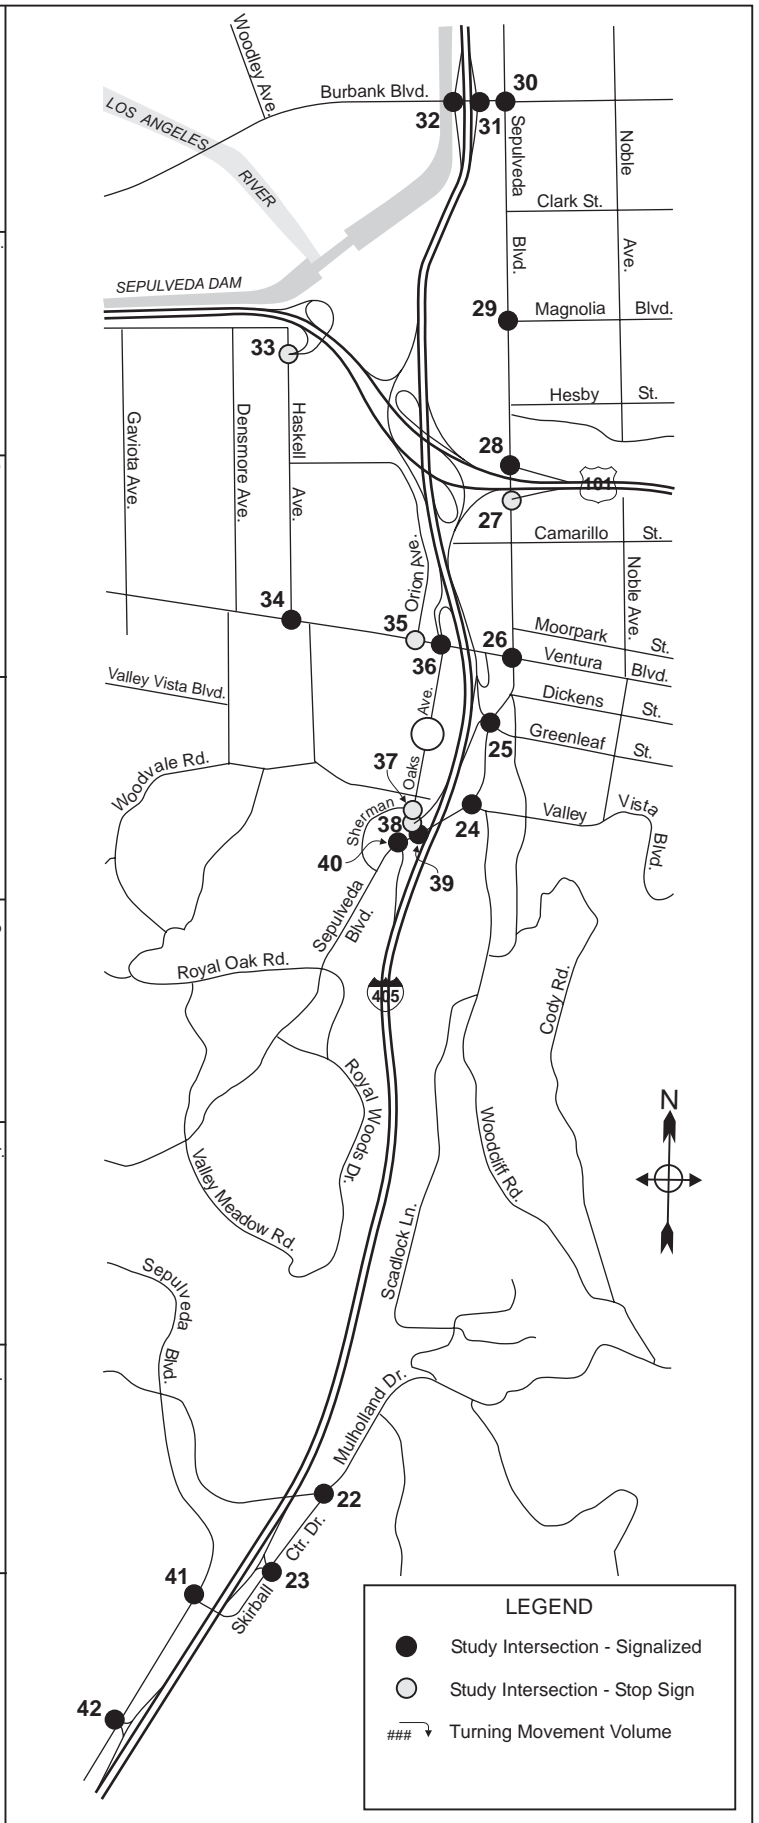 Woodley Ave.
Burbank Blvd.
30
32
31
LOS ANGELES
RIVER
Sepulveda
Blvd.
Noble
Ave.
Clark St.
SEPULVEDA DAM
29
Magnolia Blvd.
33
Gaviota Ave.
Densmore Ave.
Haskell
Ave.
Hesby St.
28
101
27
Camarillo St.
Orion Ave.
Noble Ave.
34
35
36
26
Moorpark St.
Ventura Blvd.
Valley Vista Blvd.
Dickens St.
Greenleaf St.
25
Woodvale Rd.
37
Sherman
Oaks
Ave.
38
24
Valley
Vista
Blvd.
40
39
Sepulveda
Blvd.
Royal Oak Rd.
405
Cody Rd.
Royal Woods Dr.
N
Woodcliff Rd.
Valley Meadow Rd.
Scadlock Ln.
Sepulveda
Blvd.
Mulholland Dr.
22
Skirball
Ctr. Dr.
23
41
42
LEGEND
Study Intersection - Signalized
Study Intersection - Stop Sign
### Turning Movement Volume